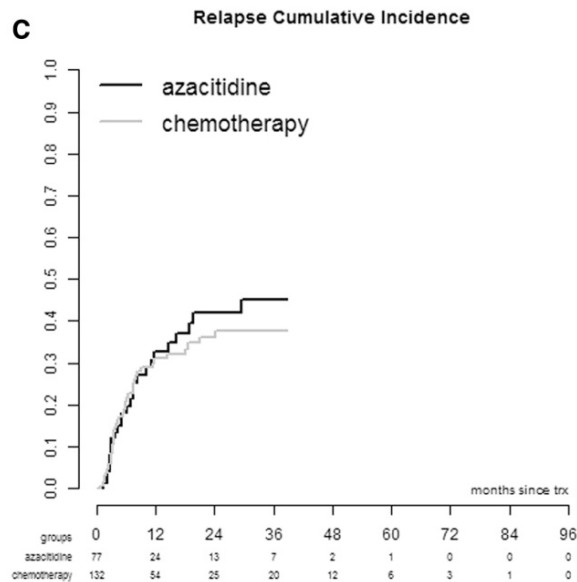 C
Relapse Cumulative Incidence
azacitidine
chemotherapy
1.0
0.9
0.8
0.7
0.6
0.5
0.4
0.3
0.2
0.1
0.0
months since trx
groups 0 12 24 36 48 60 72 84 96
azacitidine 77 24 13 7 2 1 0 0 0
chemotherapy 132 54 25 20 12 6 3 1 0